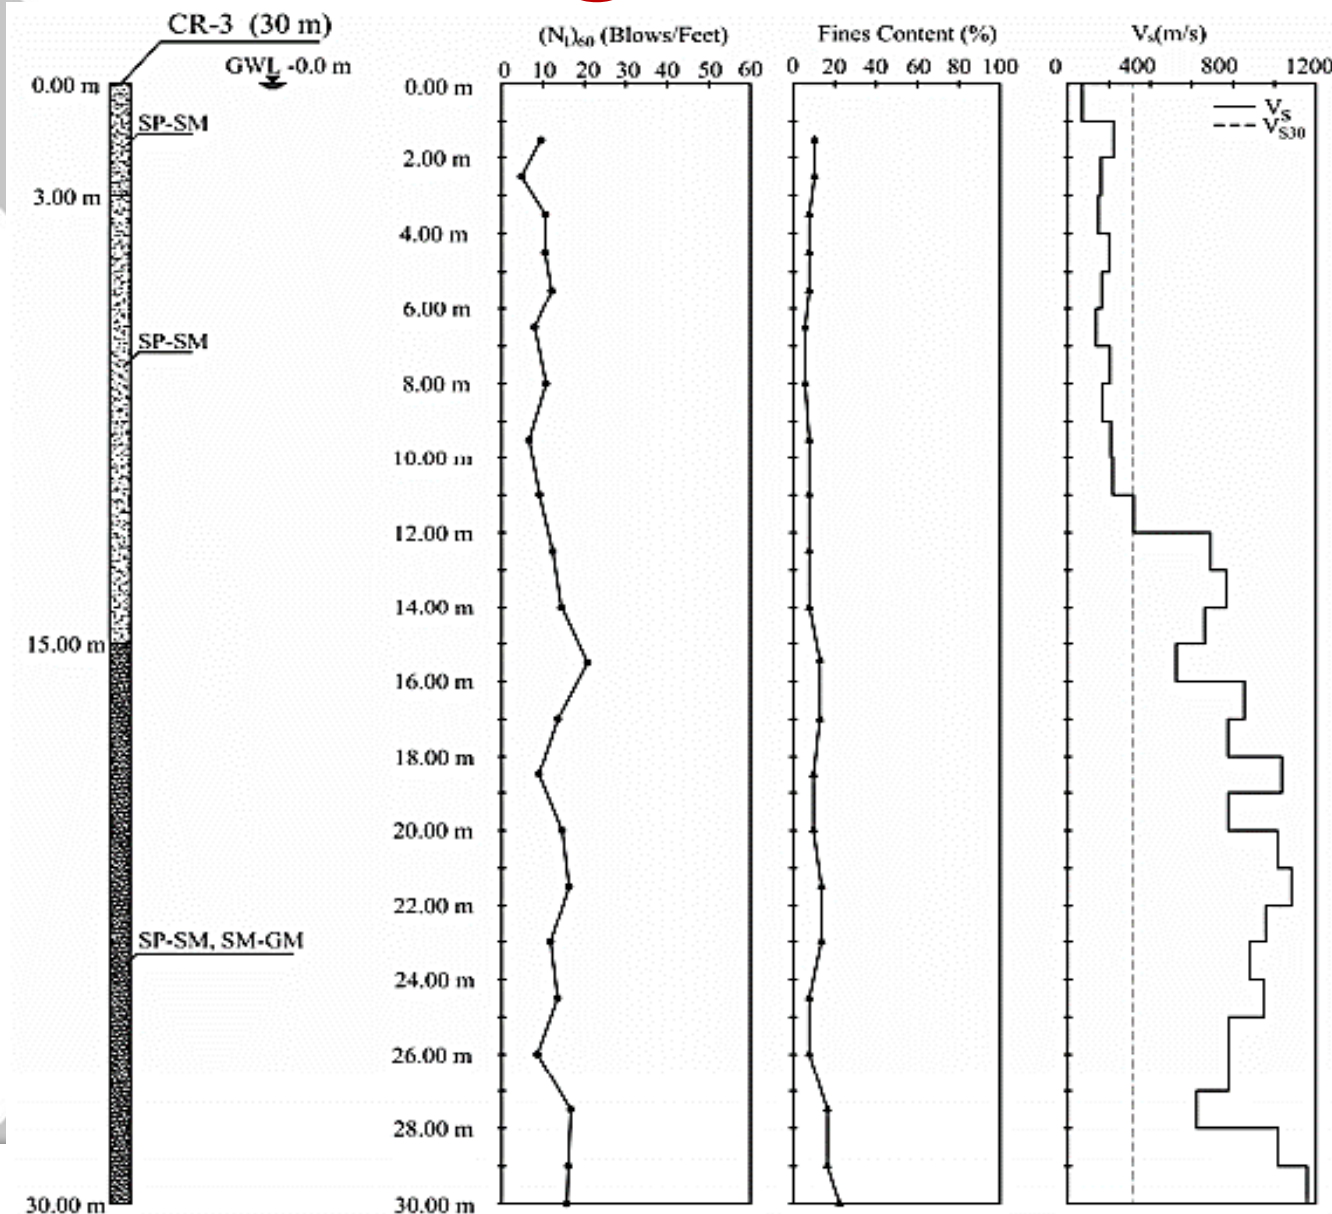 CR-3 (30 m)
GWL -0.0 m
0.00 m
SP-SM
3.00 m
SP-SM
15.00 m
SP-SM, SM-GM
30.00 m
(N₁)₆₀ (Blows/Feet)
0 10 20 30 40 50 60
0.00 m
2.00 m
4.00 m
6.00 m
8.00 m
10.00 m
12.00 m
14.00 m
16.00 m
18.00 m
20.00 m
22.00 m
24.00 m
26.00 m
28.00 m
30.00 m
Fines Content (%)
0 20 40 60 80 100
Vₛ(m/s)
0 400 800 1200
V_S
V_S30